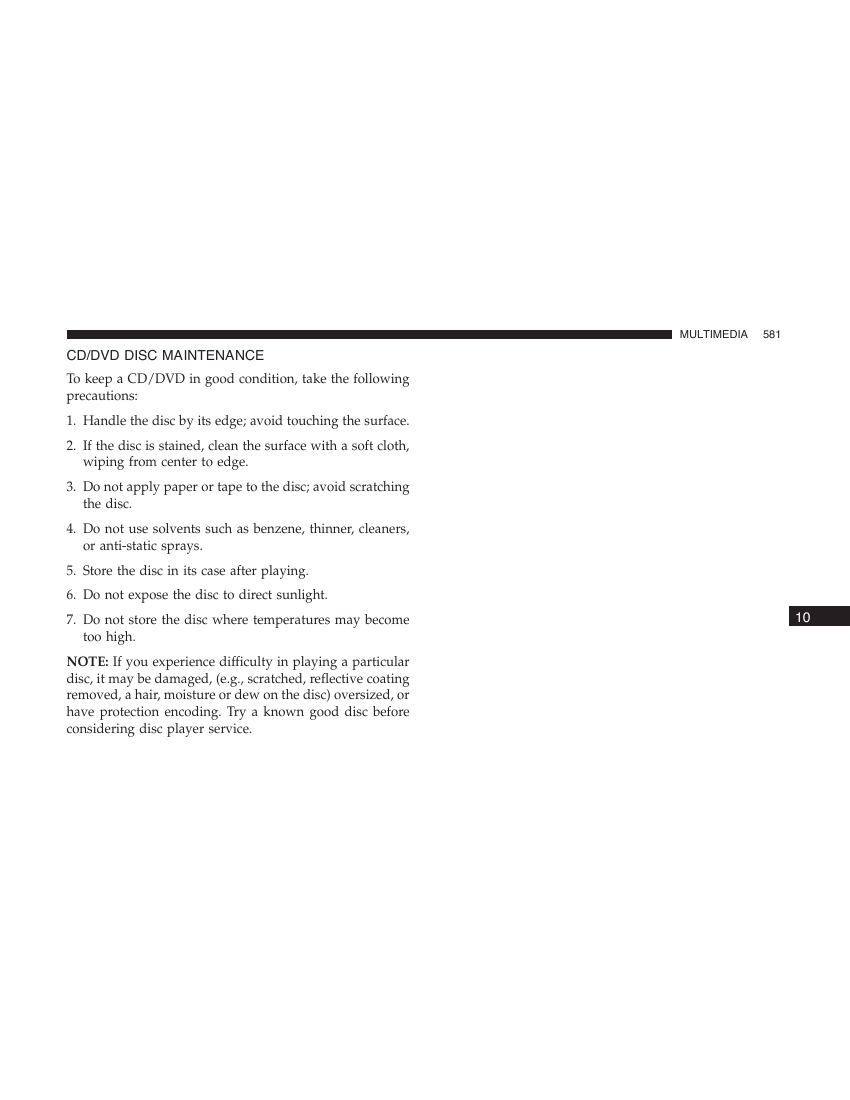 MULTIMEDIA 581
CD/DVD DISC MAINTENANCE
To keep a CD/DVD in good condition, take the following
precautions:
1. Handle the disc by its edge; avoid touching the surface.
2. If the disc is stained, clean the surface with a soft cloth,
wiping from center to edge.
3. Do not apply paper or tape to the disc; avoid scratching
the disc.
4. Do not use solvents such as benzene, thinner, cleaners,
or anti-static sprays.
5. Store the disc in its case after playing.
6. Do not expose the disc to direct sunlight.
7. Do not store the disc where temperatures may become
too high.
NOTE: If you experience difficulty in playing a particular
disc, it may be damaged, (e.g., scratched, reflective coating
removed, a hair, moisture or dew on the disc) oversized, or
have protection encoding. Try a known good disc before
considering disc player service.
10